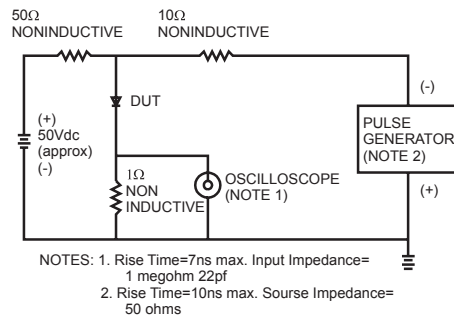 50Ω
NONINDUCTIVE
10Ω
NONINDUCTIVE
DUT
(+)
50Vdc
(approx)
(-)
(-)
PULSE
GENERATOR
(NOTE 2)
(+)
1Ω
NON
INDUCTIVE
OSCILLOSCOPE
(NOTE 1)
NOTES: 1. Rise Time=7ns max. Input Impedance=
1 megohm 22pf
2. Rise Time=10ns max. Sourse Impedance=
50 ohms